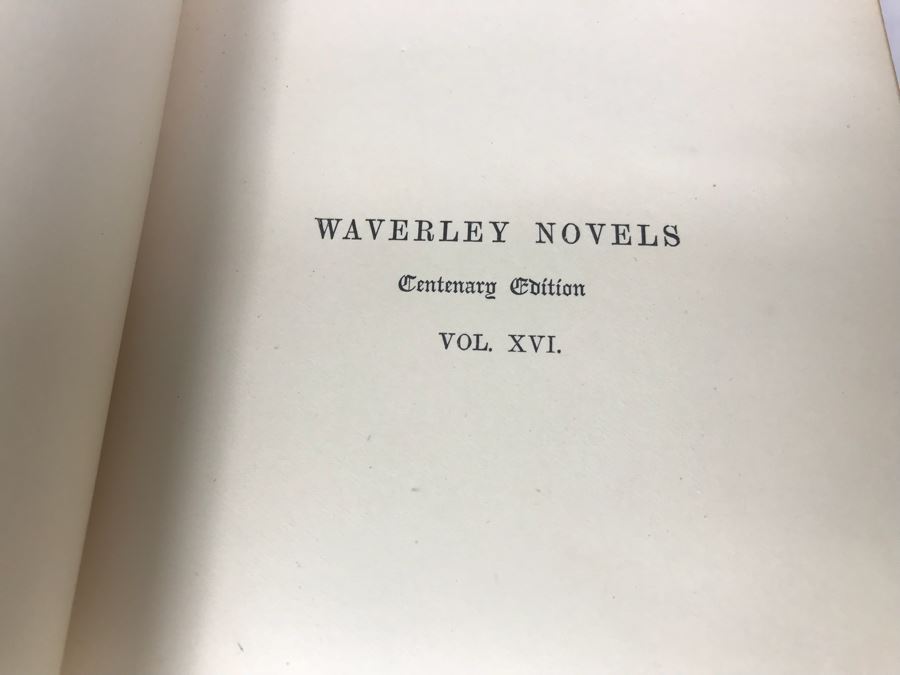 WAVERLEY NOVELS
Centenary Edition
VOL. XVI.